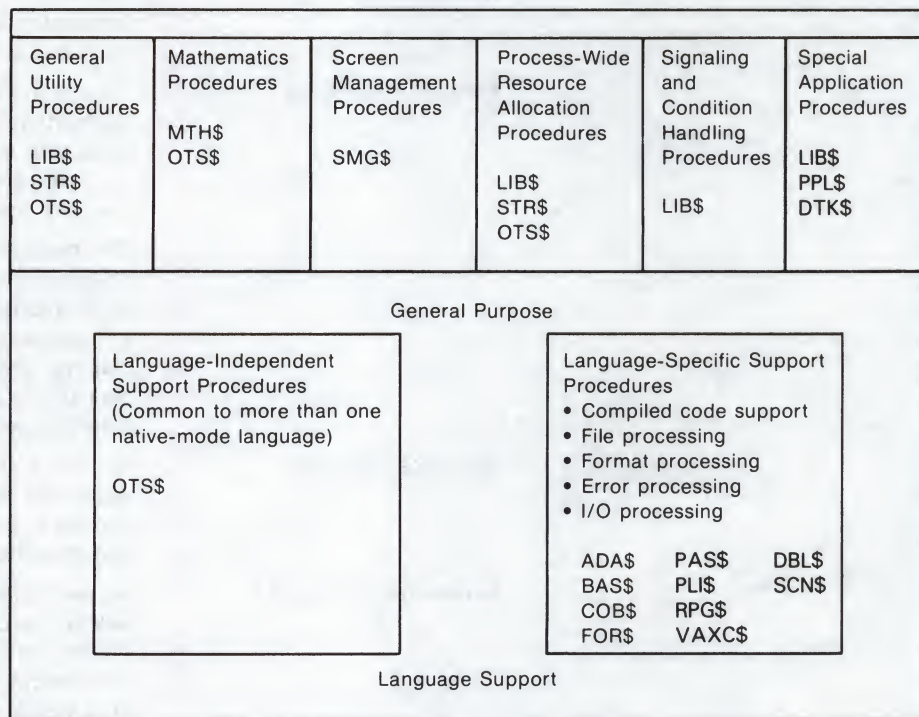 General
Utility
Procedures
LIB$
STR$
OTS$
Mathematics
Procedures
MTH$
OTS$
Screen
Management
Procedures
SMG$
Process-Wide
Resource
Allocation
Procedures
LIB$
STR$
OTS$
Signaling
and
Condition
Handling
Procedures
LIB$
Special
Application
Procedures
LIB$
PPL$
DTK$
General Purpose
Language-Independent
Support Procedures
(Common to more than one
native-mode language)
OTS$
Language-Specific Support
Procedures
• Compiled code support
• File processing
• Format processing
• Error processing
• I/O processing
ADA$ PAS$ DBL$
BAS$ PLI$ SCN$
COB$ RPG$
FOR$ VAXC$
Language Support